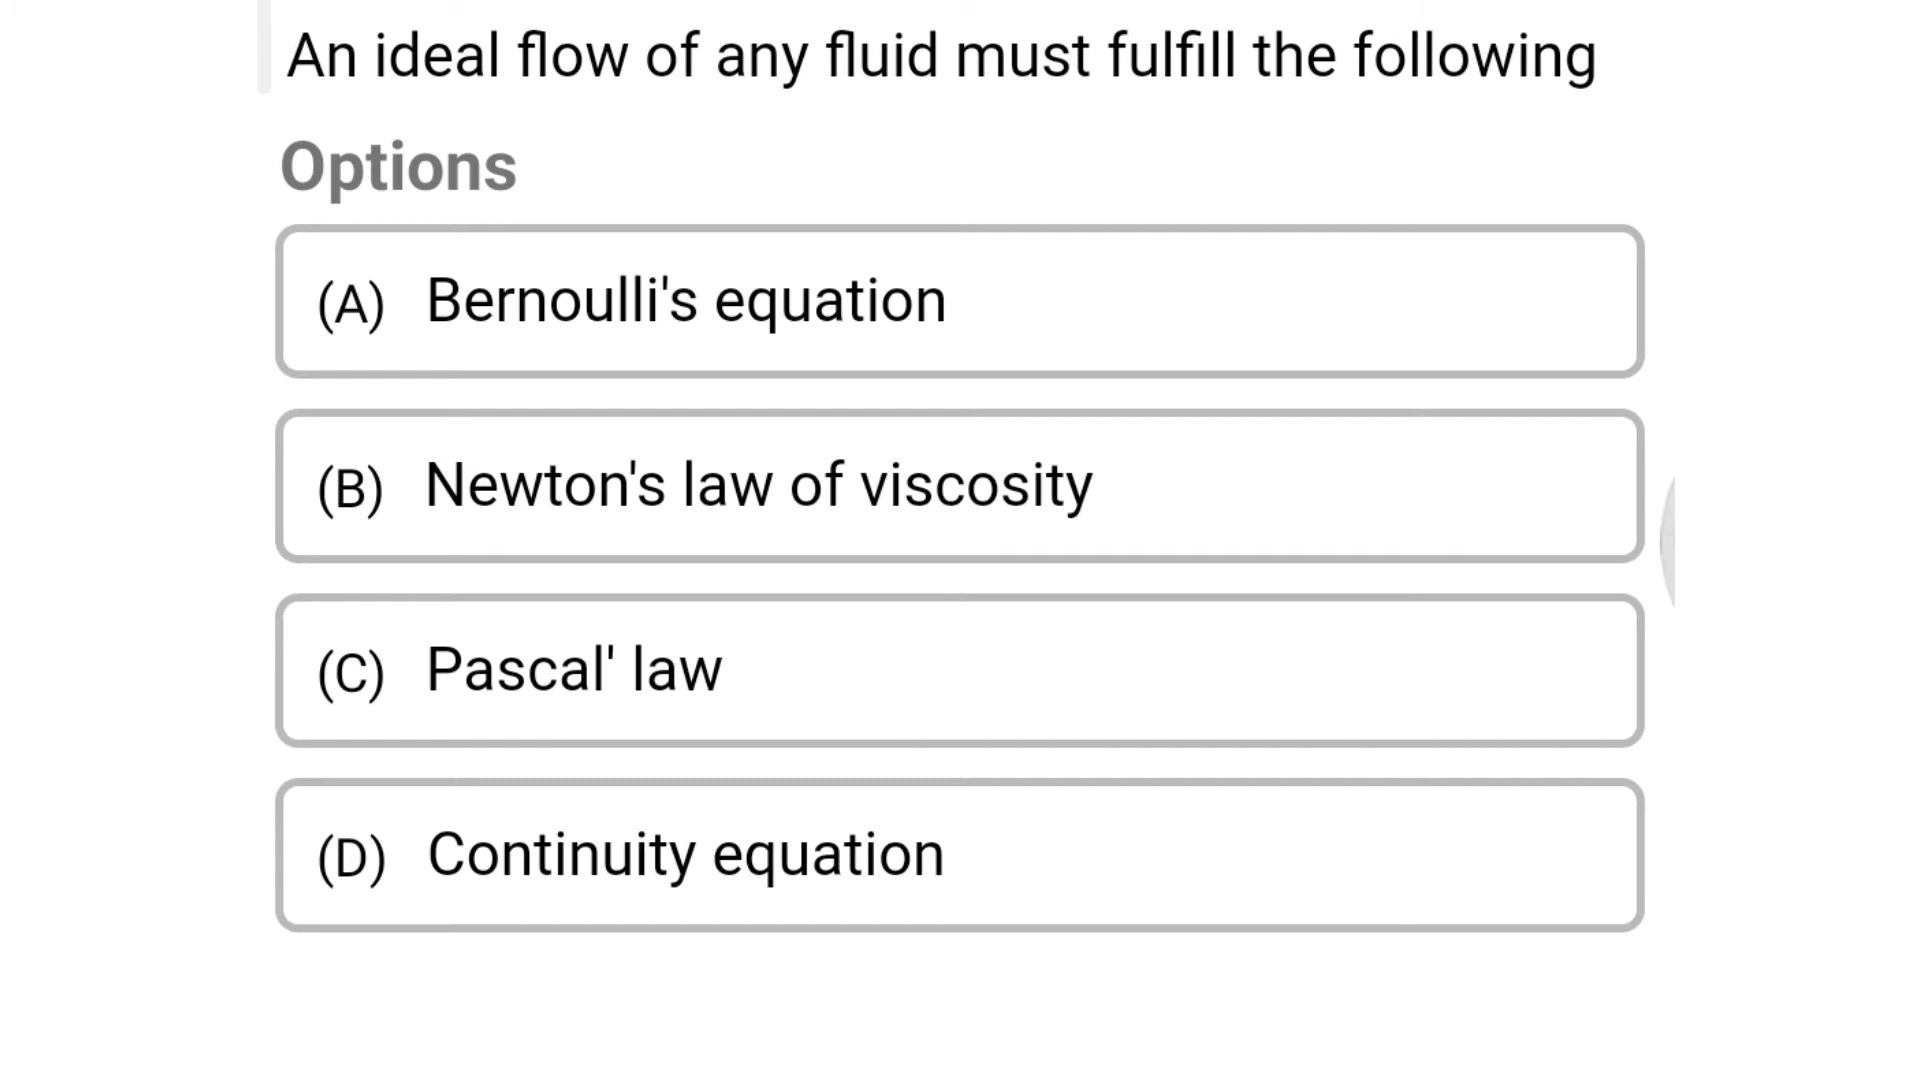 An ideal flow of any fluid must fulfill the following
Options
(A) Bernoulli's equation
(B) Newton's law of viscosity
(C) Pascal' law
(D) Continuity equation